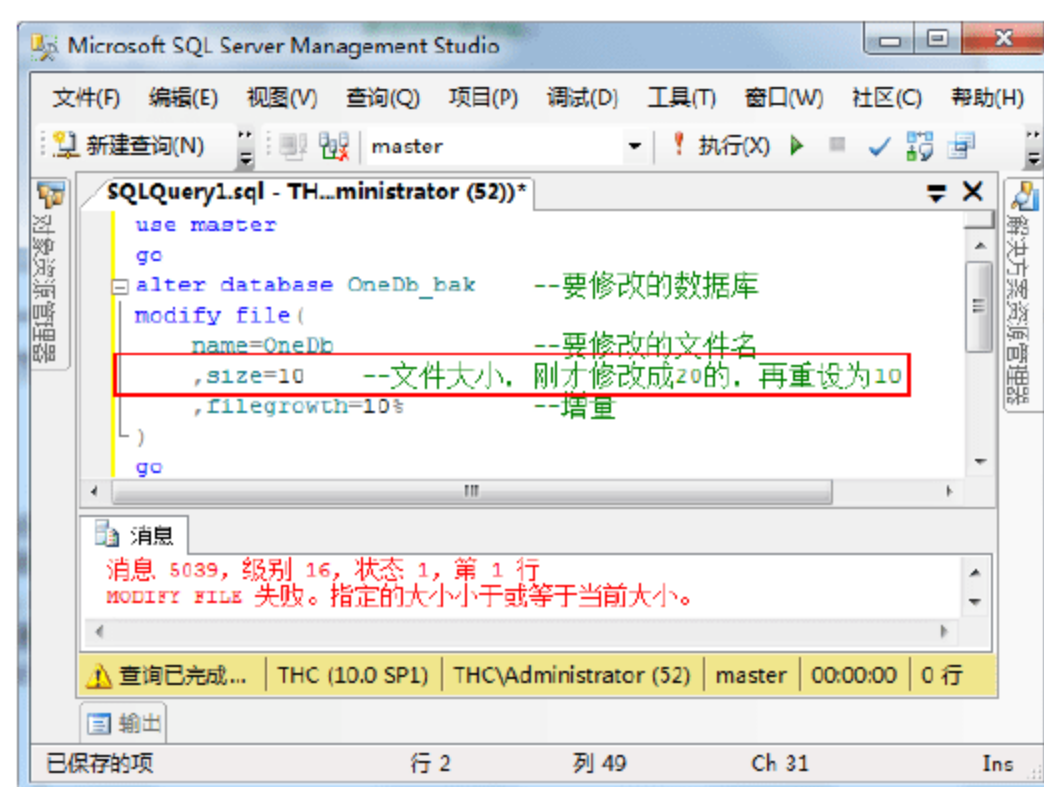 Microsoft SQL Server Management Studio
文件(F) 编辑(E) 视图(V) 查询(Q) 项目(P) 调试(D) 工具(T) 窗口(W) 社区(C) 帮助(H)
新建查询(N) master 执行(X)
SQLQuery1.sql - TH...ministrator (52))*
对象资源管理器
解决方案资源管理器
use master
go
alter database OneDb_bak --要修改的数据库
modify file(
name=OneDb --要修改的文件名
,size=10 --文件大小，刚才修改成20的，再重设为10
,filegrowth=10% --增量
)
go
消息
消息 5039，级别 16，状态 1，第 1 行
MODIFY FILE 失败。指定的大小小于或等于当前大小。
查询已完成... THC (10.0 SP1) THC\Administrator (52) master 00:00:00 0 行
输出
已保存的项 行 2 列 49 Ch 31 Ins